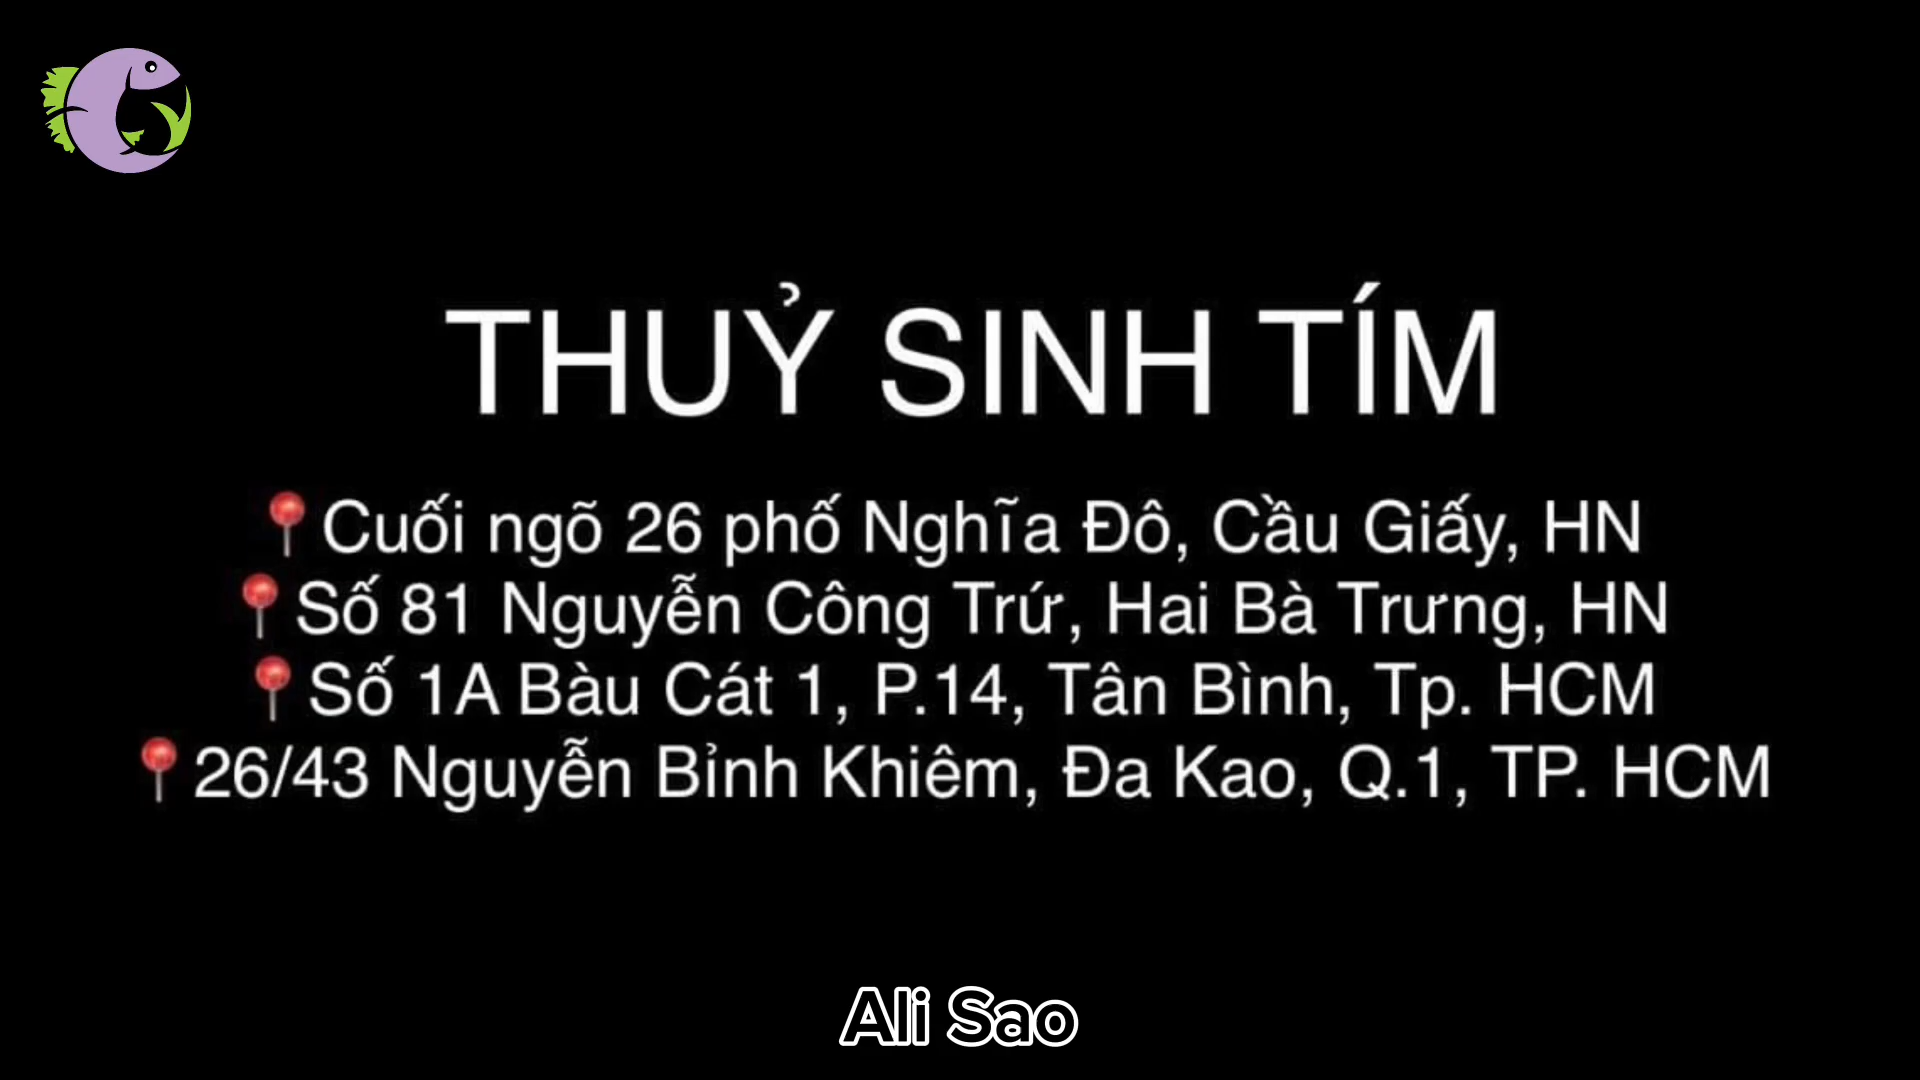 THUỶ SINH TÍM
📍Cuối ngõ 26 phố Nghĩa Đô, Cầu Giấy, HN
📍Số 81 Nguyễn Công Trứ, Hai Bà Trưng, HN
📍Số 1A Bàu Cát 1, P.14, Tân Bình, Tp. HCM
📍26/43 Nguyễn Bỉnh Khiêm, Đa Kao, Q.1, TP. HCM
Ali Sao